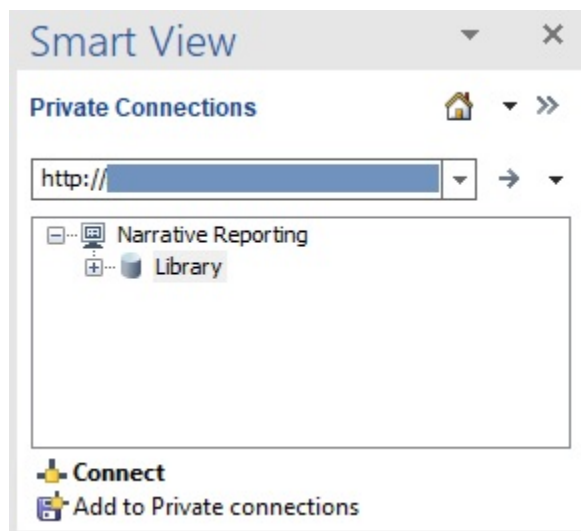 Smart View
Private Connections
http://
Narrative Reporting
Library
Connect
Add to Private connections